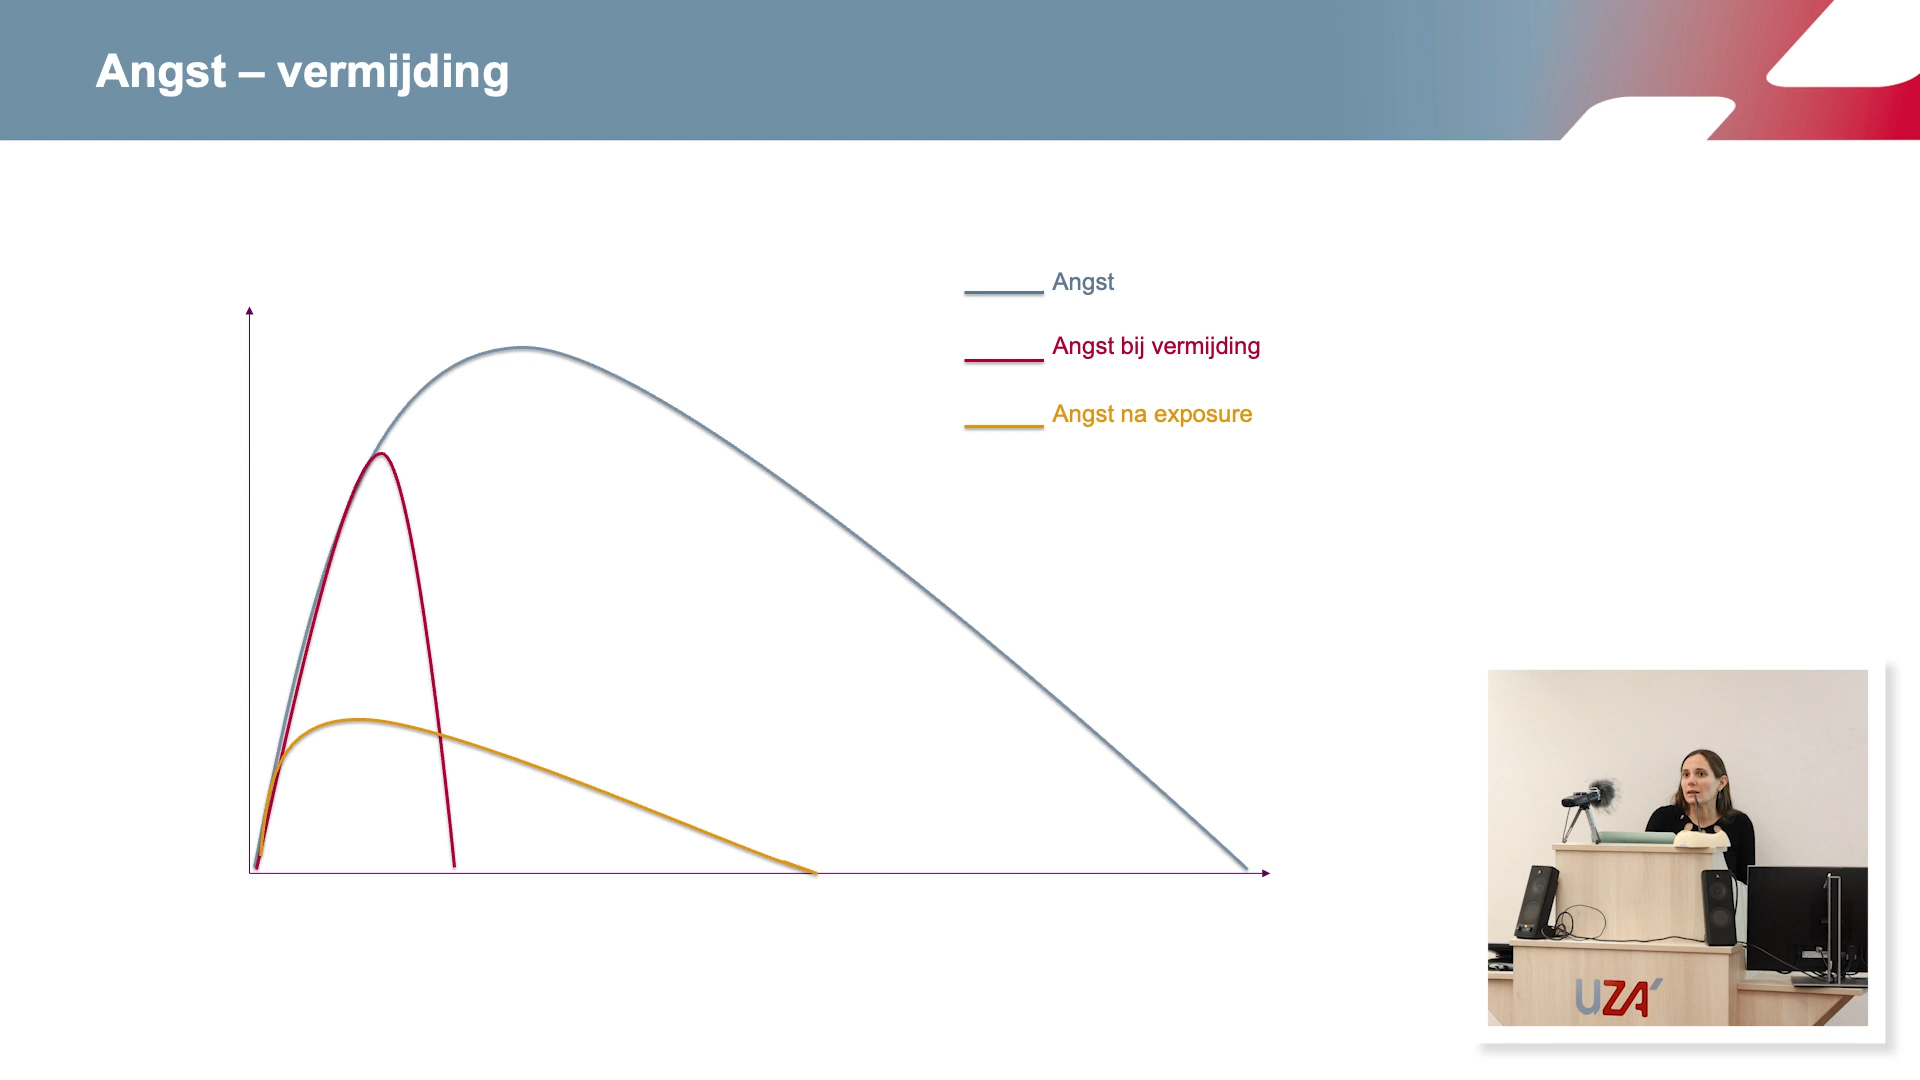 Angst – vermijding
Angst
Angst bij vermijding
Angst na exposure
UZA'